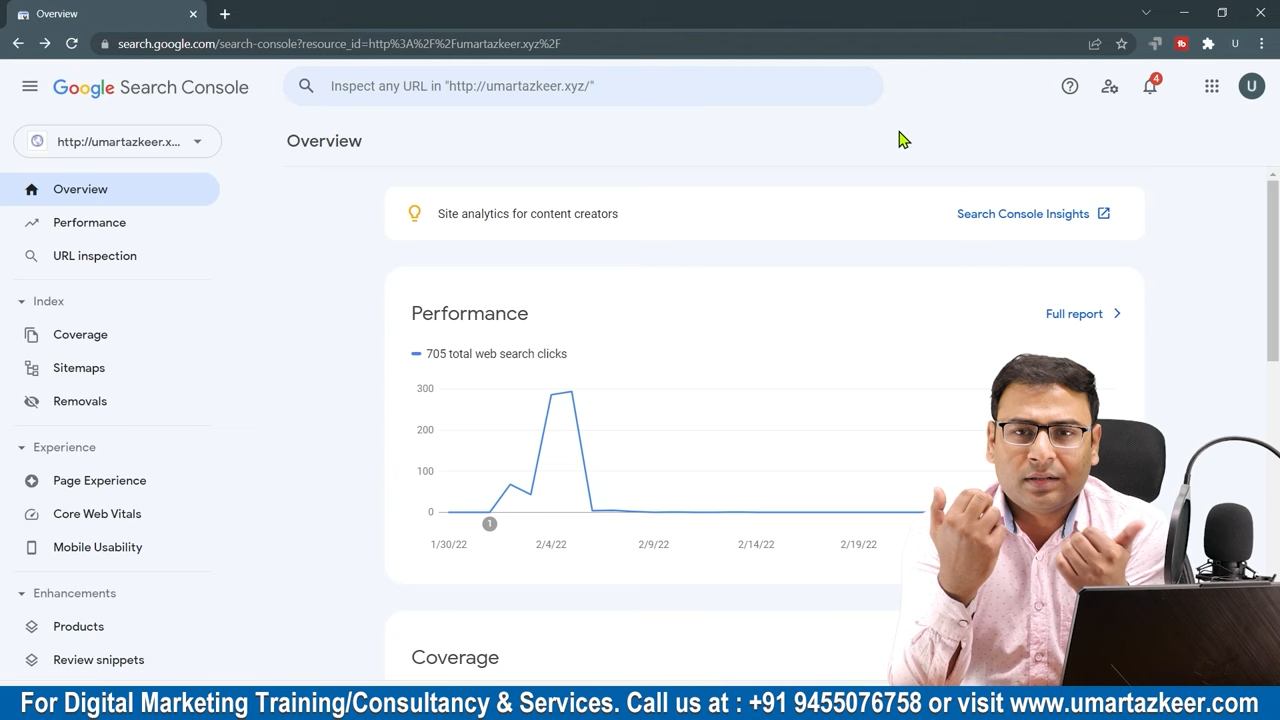 Overview
search.google.com/search-console?resource_id=http%3A%2F%2Fumartazkeer.xyz%2F
U
Google Search Console
Inspect any URL in "http://umartazkeer.xyz/"
4
U
http://umartazkeer.x...
Overview
Overview
Performance
URL inspection
Index
Coverage
Sitemaps
Removals
Experience
Page Experience
Core Web Vitals
Mobile Usability
Enhancements
Products
Review snippets
Site analytics for content creators
Search Console Insights
Performance
Full report
705 total web search clicks
300
200
100
0
1
1/30/22 2/4/22 2/9/22 2/14/22 2/19/22
Coverage
For Digital Marketing Training/Consultancy & Services. Call us at : +91 9455076758 or visit www.umartazkeer.com